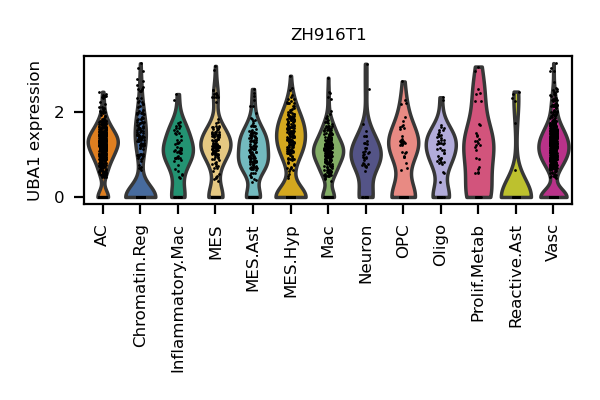 ZH916T1
UBA1 expression
2
0
AC
Chromatin.Reg
Inflammatory.Mac
MES
MES.Ast
MES.Hyp
Mac
Neuron
OPC
Oligo
Prolif.Metab
Reactive.Ast
Vasc